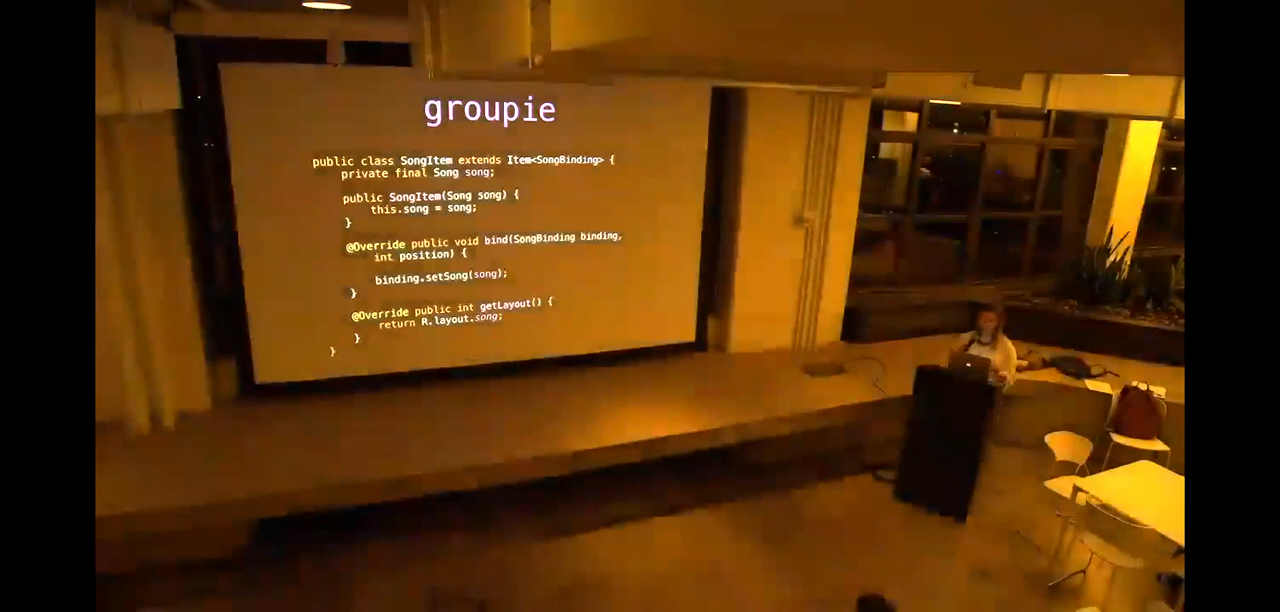 groupie
public class SongItem extends Item<SongBinding> {
private final Song song;
public SongItem(Song song) {
this.song = song;
}
@Override public void bind(SongBinding binding,
int position) {
binding.setSong(song);
}
@Override public int getLayout() {
return R.layout.song;
}
}